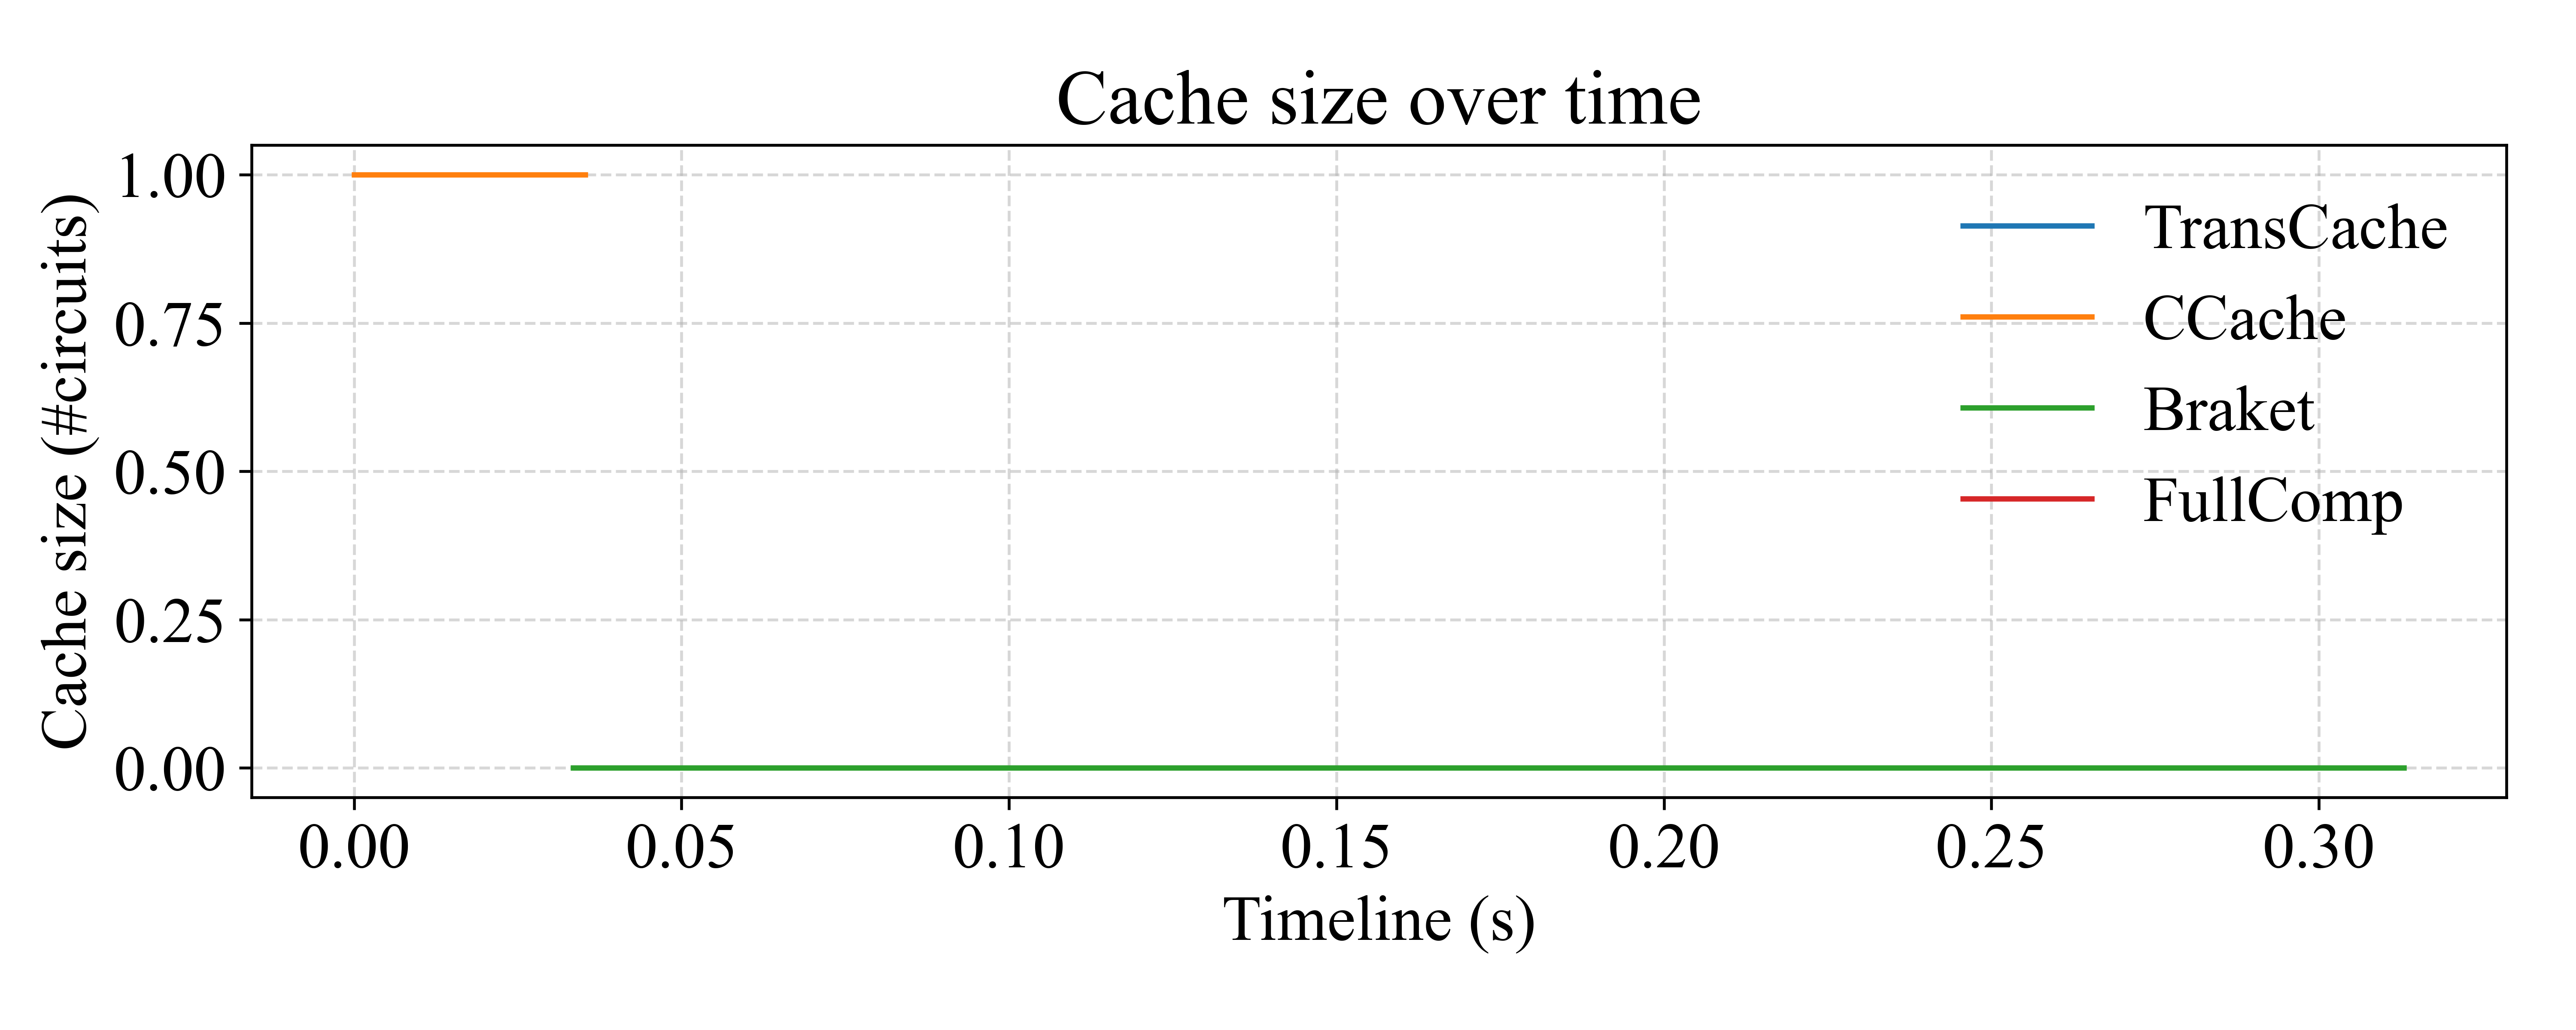 Cache size over time
Cache size (#circuits)
1.00
0.75
0.50
0.25
0.00
TransCache
CCache
Braket
FullComp
0.00 0.05 0.10 0.15 0.20 0.25 0.30
Timeline (s)